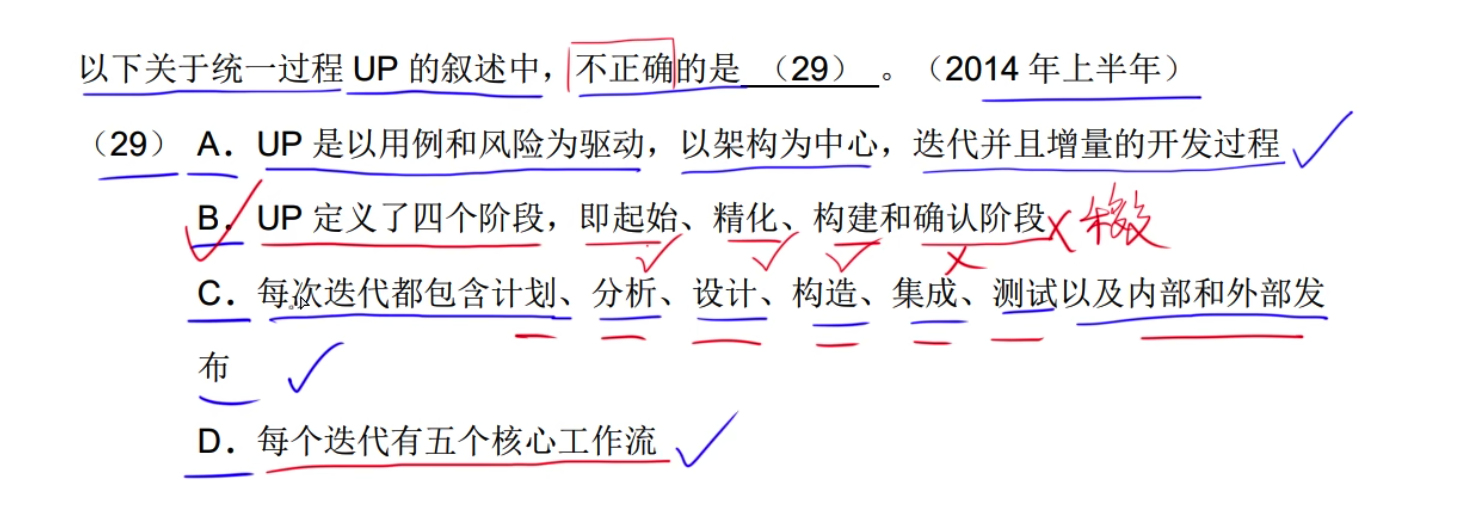 以下关于统一过程 UP 的叙述中，不正确的是 （29） 。（2014 年上半年）
（29） A．UP 是以用例和风险为驱动，以架构为中心，迭代并且增量的开发过程
B．UP 定义了四个阶段，即起始、精化、构建和确认阶段 移交
C．每次迭代都包含计划、分析、设计、构造、集成、测试以及内部和外部发
布
D．每个迭代有五个核心工作流